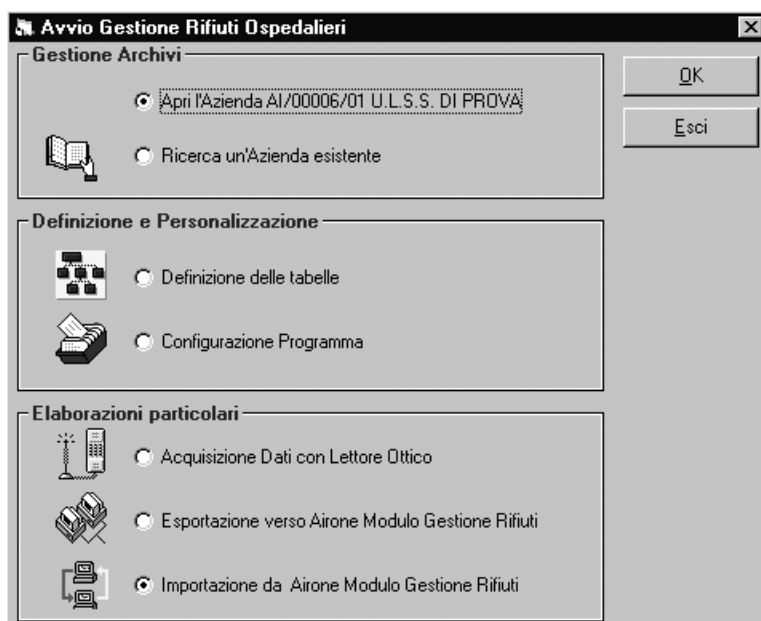 Avvio Gestione Rifiuti Ospedalieri
Gestione Archivi
Apri l'Azienda AI/00006/01 U.L.S.S. DI PROVA
Ricerca un'Azienda esistente
OK
Esci
Definizione e Personalizzazione
Definizione delle tabelle
Configurazione Programma
Elaborazioni particolari
Acquisizione Dati con Lettore Ottico
Esportazione verso Airone Modulo Gestione Rifiuti
Importazione da Airone Modulo Gestione Rifiuti